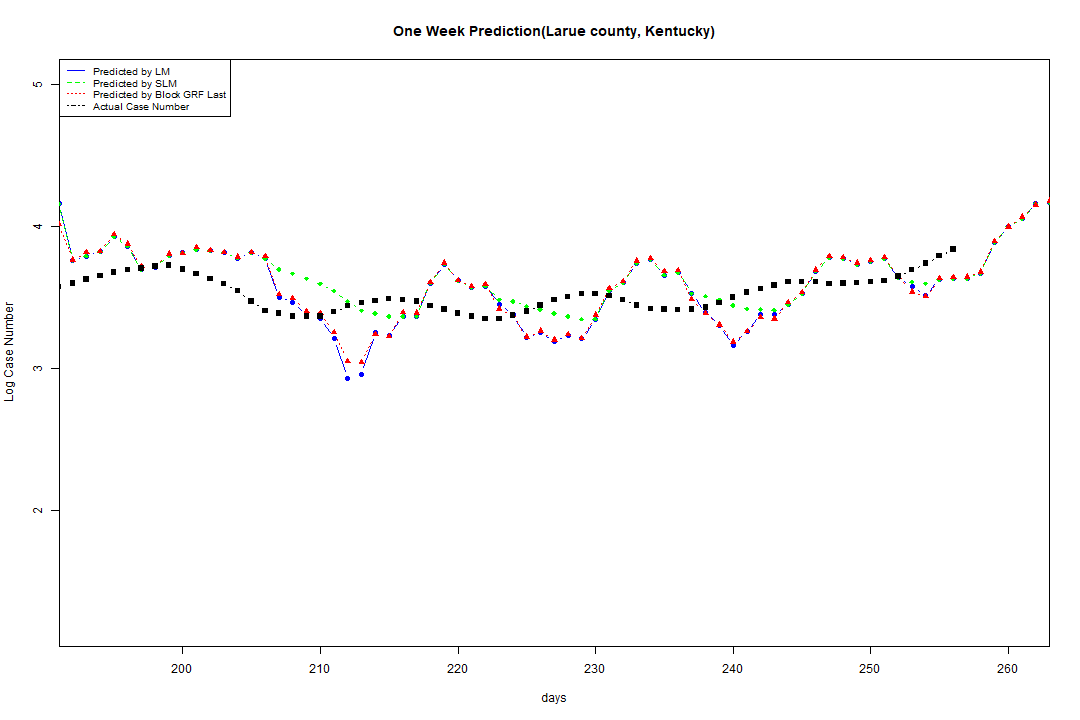 One Week Prediction(Larue county, Kentucky)
Predicted by LM
Predicted by SLM
Predicted by Block GRF Last
Actual Case Number
5
4
3
2
Log Case Number
200 210 220 230 240 250 260
days